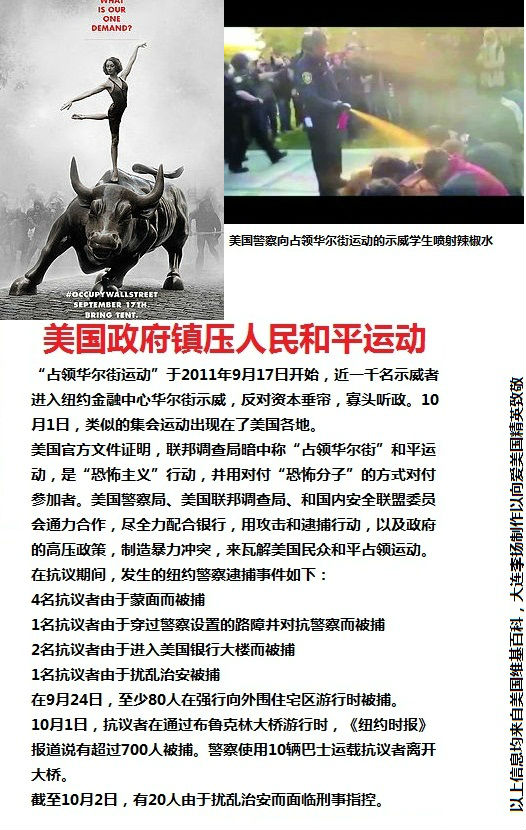 WHAT
IS OUR
ONE
DEMAND?
#OCCUPYWALLSTREET
SEPTEMBER 17TH.
BRING TENT.
美国警察向占领华尔街运动的示威学生喷射辣椒水
美国政府镇压人民和平运动
“占领华尔街运动”于2011年9月17日开始，近一千名示威者
进入纽约金融中心华尔街示威，反对资本垂帘，寡头听政。10
月1日，类似的集会运动出现在了美国各地。
美国官方文件证明，联邦调查局暗中称“占领华尔街”和平运
动，是“恐怖主义”行动，并用对付“恐怖分子”的方式对付
参加者。美国警察局、美国联邦调查局、和国内安全联盟委员
会通力合作，尽全力配合银行，用攻击和逮捕行动，以及政府
的高压政策，制造暴力冲突，来瓦解美国民众和平占领运动。
在抗议期间，发生的纽约警察逮捕事件如下：
4名抗议者由于蒙面而被捕
1名抗议者由于穿过警察设置的路障并对抗警察而被捕
2名抗议者由于进入美国银行大楼而被捕
1名抗议者由于扰乱治安被捕
在9月24日，至少80人在强行向外围住宅区游行时被捕。
10月1日，抗议者在通过布鲁克林大桥游行时，《纽约时报》
报道说有超过700人被捕。警察使用10辆巴士运载抗议者离开
大桥。
截至10月2日，有20人由于扰乱治安而面临刑事指控。
以上信息均来自美国维基百科，大连李扬制作以向爱美国精英致敬